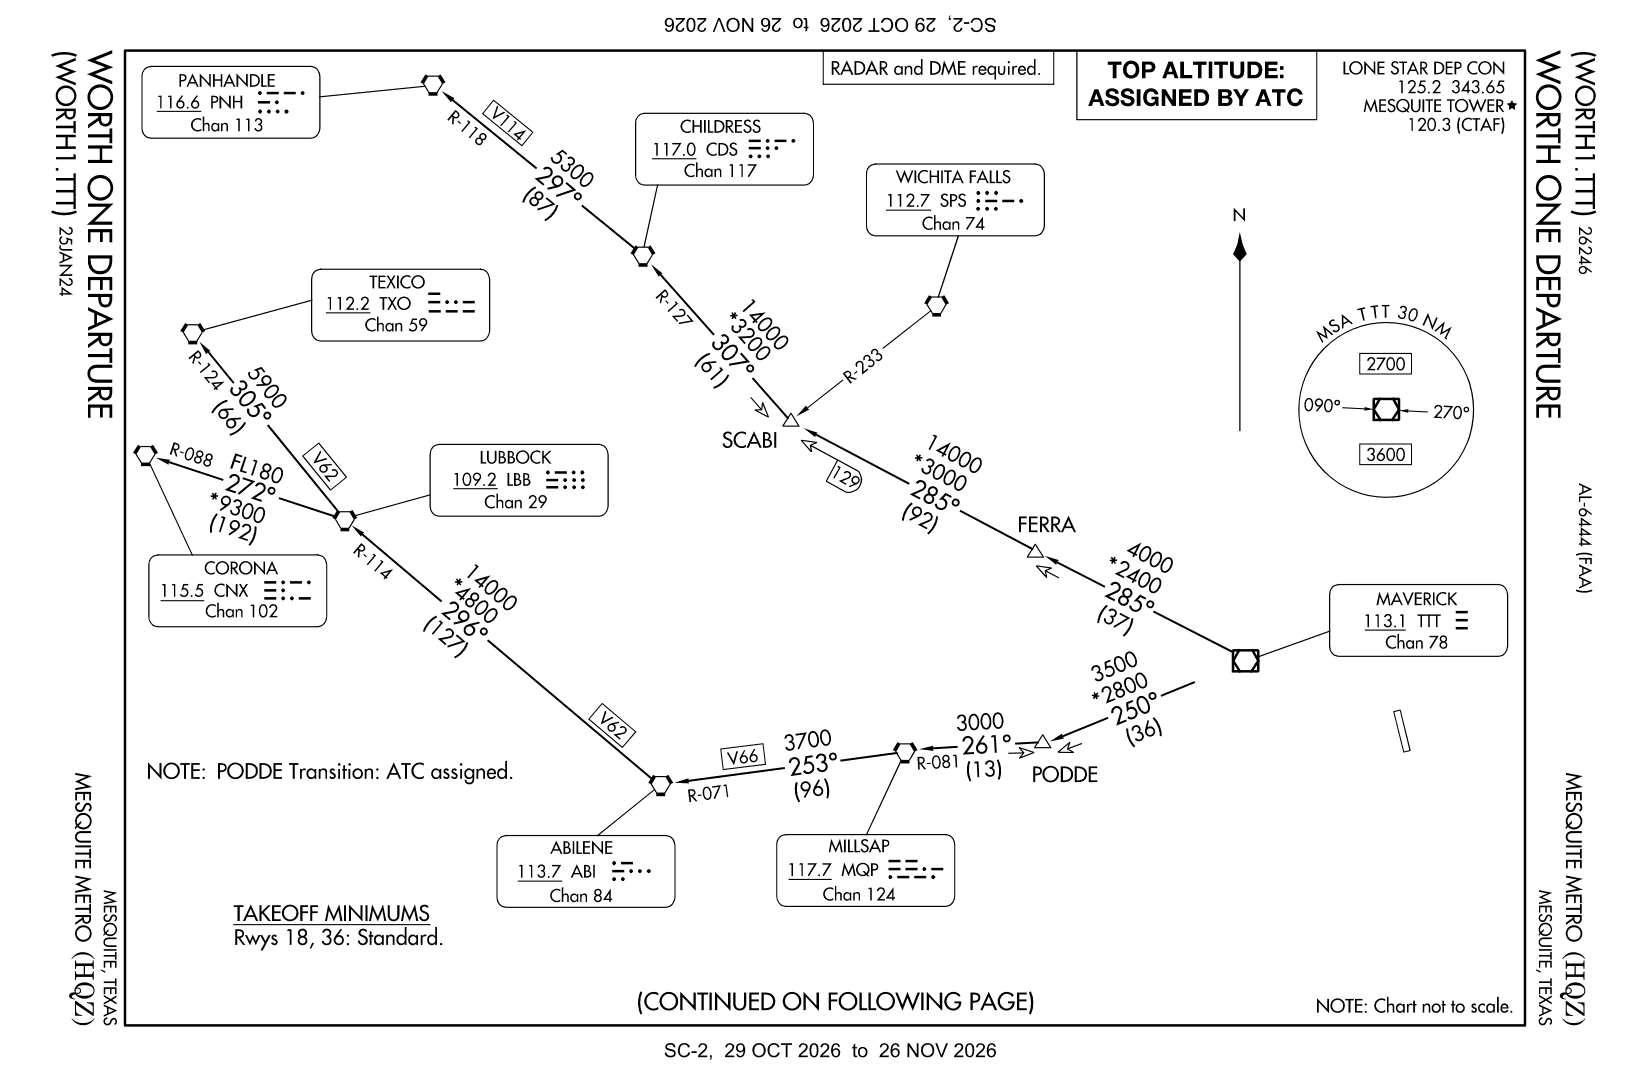 SC-2, 29 OCT 2026 to 26 NOV 2026
WORTH ONE DEPARTURE
(WORTH1.TTT) 25JAN24
MESQUITE METRO (HQZ)
MESQUITE, TEXAS
(WORTH1.TTT) 26246
WORTH ONE DEPARTURE
AL-6444 (FAA)
MESQUITE METRO (HQZ)
MESQUITE, TEXAS
RADAR and DME required.
TOP ALTITUDE:
ASSIGNED BY ATC
LONE STAR DEP CON
125.2 343.65
MESQUITE TOWER★
120.3 (CTAF)
PANHANDLE
116.6 PNH
Chan 113
V114
R-118
5300
297°
(87)
CHILDRESS
117.0 CDS
Chan 117
R-127
14000
*3200
307°
(61)
WICHITA FALLS
112.7 SPS
Chan 74
R-233
SCABI
129
14000
*3000
285°
(92)
FERRA
4000
*2400
285°
(37)
N
MSA TTT 30 NM
2700
090°
270°
3600
MAVERICK
113.1 TTT
Chan 78
TEXICO
112.2 TXO
Chan 59
R-124
5900
305°
(66)
V62
R-088
FL180
272°
*9300
(192)
LUBBOCK
109.2 LBB
Chan 29
CORONA
115.5 CNX
Chan 102
R-114
14000
*4800
296°
(127)
V62
3500
*2800
250°
(36)
PODDE
3000
261°
(13)
R-081
V66
3700
253°
(96)
R-071
NOTE: PODDE Transition: ATC assigned.
ABILENE
113.7 ABI
Chan 84
MILLSAP
117.7 MQP
Chan 124
TAKEOFF MINIMUMS
Rwys 18, 36: Standard.
(CONTINUED ON FOLLOWING PAGE)
NOTE: Chart not to scale.
SC-2, 29 OCT 2026 to 26 NOV 2026